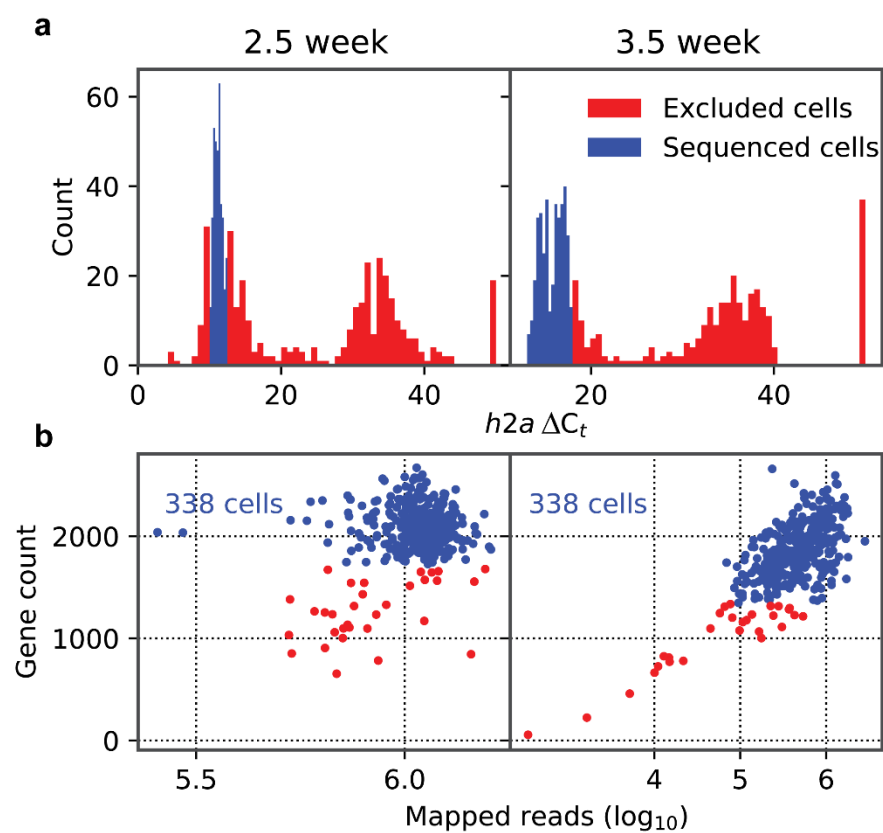 a
2.5 week
3.5 week
60
40
20
0
Count
Excluded cells
Sequenced cells
0
20
40
20
40
h2a ΔCt
b
338 cells
338 cells
2000
1000
0
Gene count
5.5
6.0
4
5
6
Mapped reads (log10)